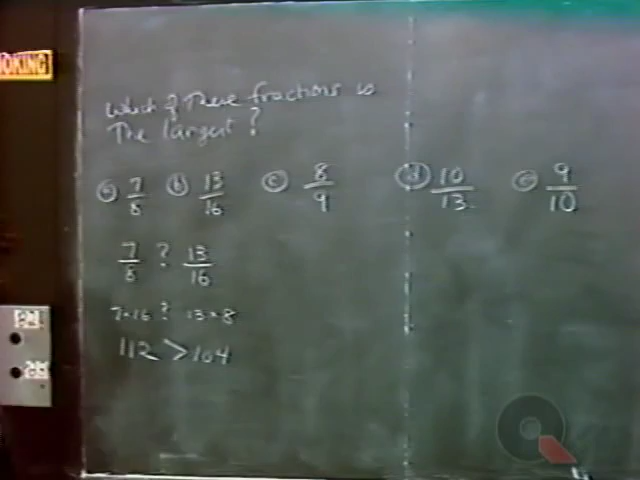 OKING
Which of These fractions is
The largest?
(a) 7/8 (b) 13/16 (c) 8/9 (d) 10/13 (e) 9/10
7/8 ? 13/16
7×16 ? 13×8
112 > 104